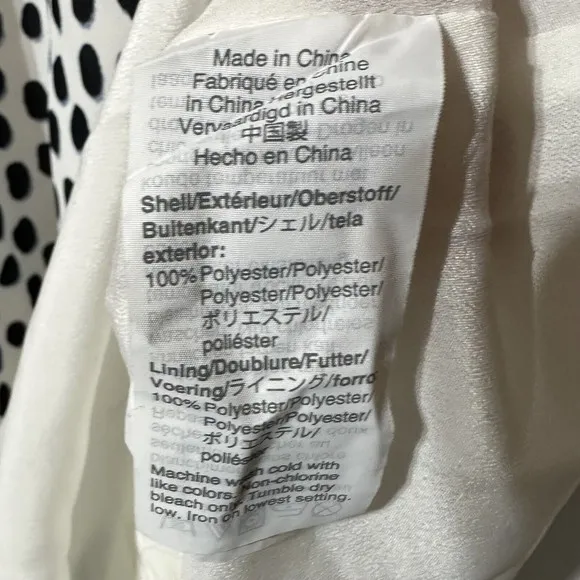 Made in China
Fabriqué en Chine
in China Hergestellt
Vervaardigd in China
中国製
Hecho en China
Shell/Extérieur/Oberstoff/
Buitenkant/シェル/tela
exterior:
100% Polyester/Polyester/
Polyester/Polyester/
ポリエステル/
poliéster
Lining/Doublure/Futter/
Voering/ライニング/forro
100% Polyester/Polyester/
Polyester/Polyester/
ポリエステル/
poliés
Machine wash cold with
like colors. Non-chlorine
bleach only. Tumble dry
low. Iron on lowest setting.